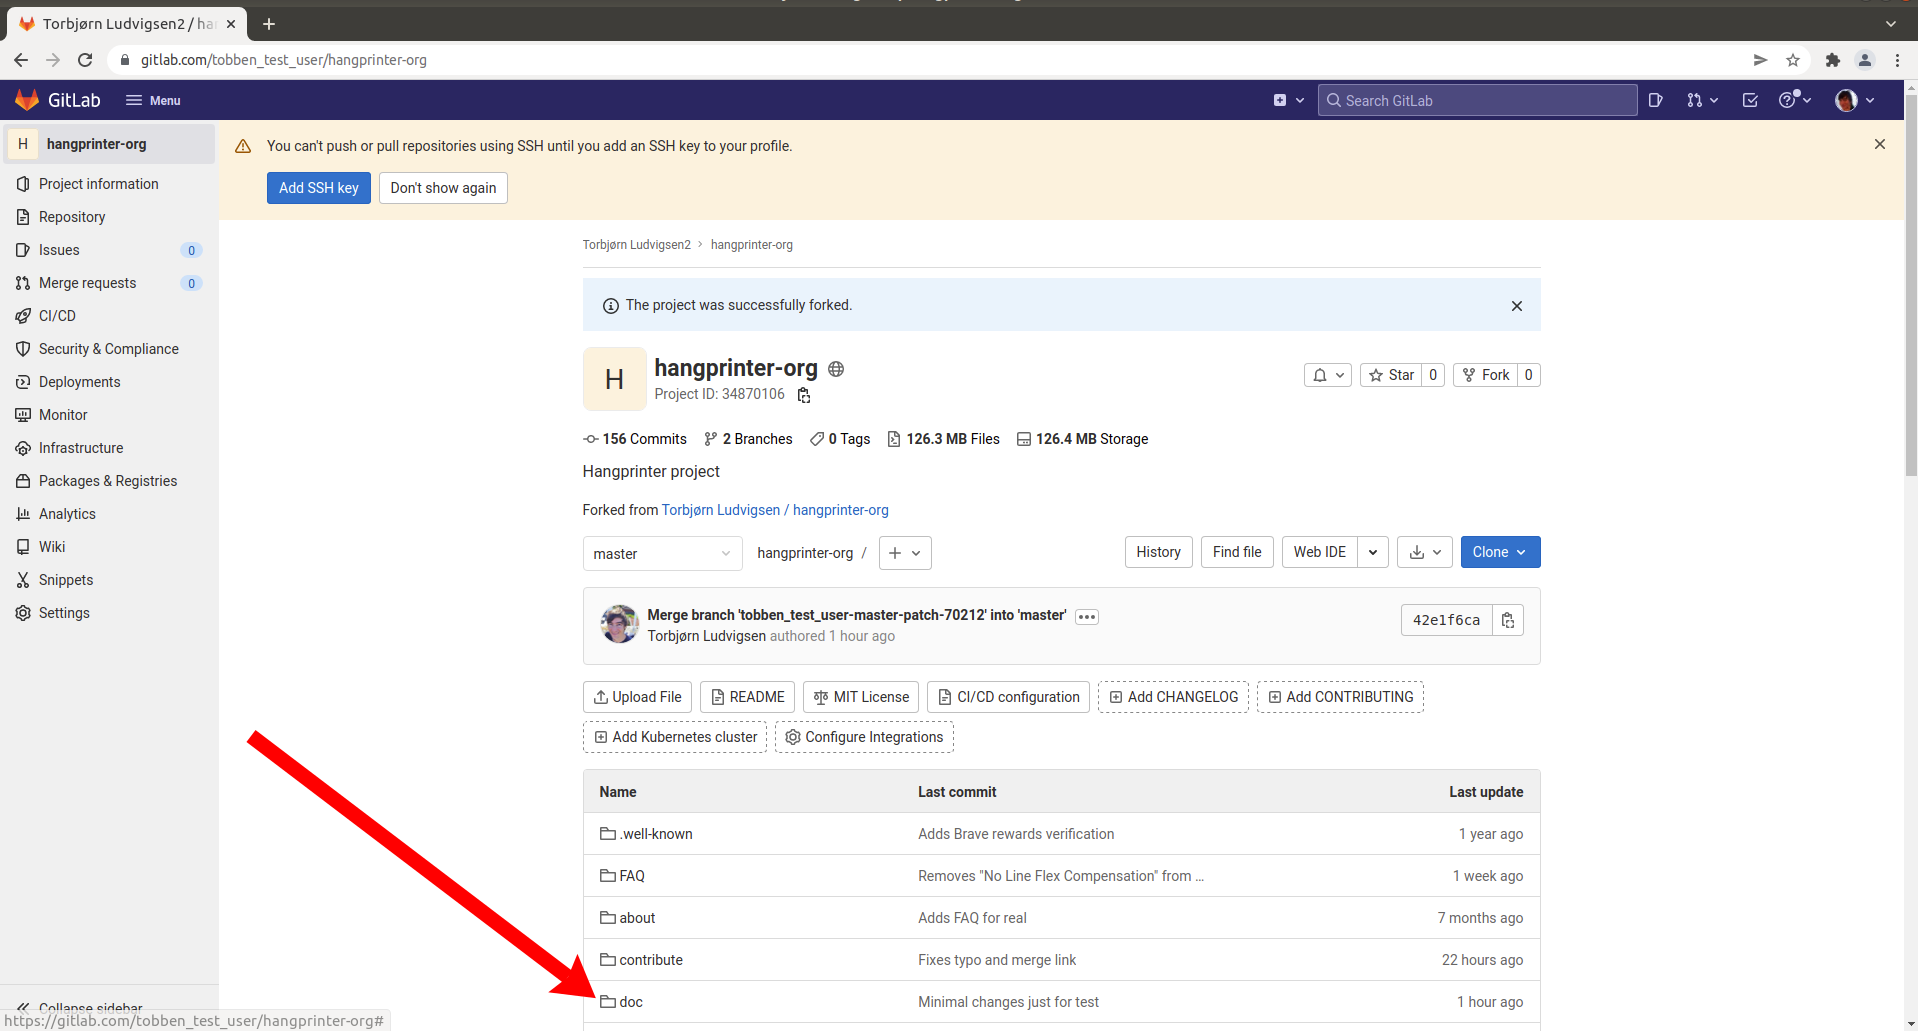 Torbjørn Ludvigsen2 / han
gitlab.com/tobben_test_user/hangprinter-org
GitLab
Menu
Search GitLab
H hangprinter-org
Project information
Repository
Issues 0
Merge requests 0
CI/CD
Security & Compliance
Deployments
Monitor
Infrastructure
Packages & Registries
Analytics
Wiki
Snippets
Settings
Collapse sidebar
https://gitlab.com/tobben_test_user/hangprinter-org#
You can't push or pull repositories using SSH until you add an SSH key to your profile.
Add SSH key Don't show again
Torbjørn Ludvigsen2 > hangprinter-org
The project was successfully forked.
H
hangprinter-org
Project ID: 34870106
Star 0 Fork 0
156 Commits 2 Branches 0 Tags 126.3 MB Files 126.4 MB Storage
Hangprinter project
Forked from Torbjørn Ludvigsen / hangprinter-org
master hangprinter-org / + History Find file Web IDE Clone
Merge branch 'tobben_test_user-master-patch-70212' into 'master'
Torbjørn Ludvigsen authored 1 hour ago
42e1f6ca
Upload File README MIT License CI/CD configuration Add CHANGELOG Add CONTRIBUTING
Add Kubernetes cluster Configure Integrations
Name Last commit Last update
.well-known Adds Brave rewards verification 1 year ago
FAQ Removes "No Line Flex Compensation" from ... 1 week ago
about Adds FAQ for real 7 months ago
contribute Fixes typo and merge link 22 hours ago
doc Minimal changes just for test 1 hour ago